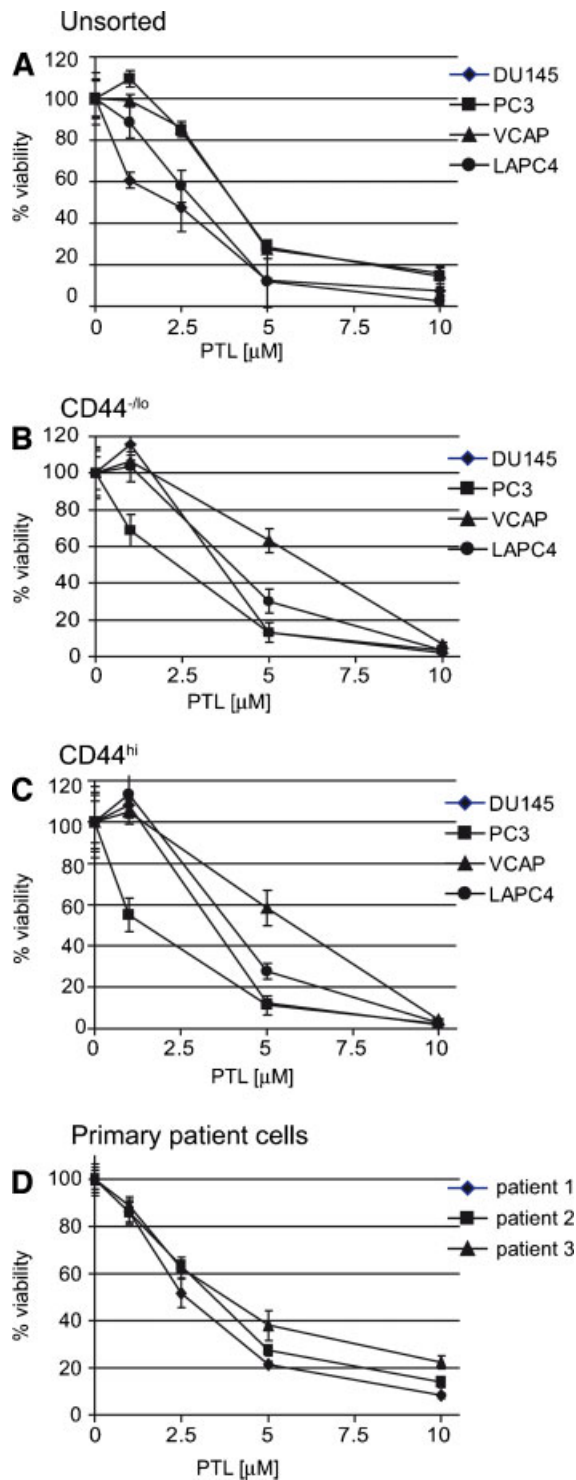 Unsorted
A
120
100
80
60
40
20
0
% viability
0
2.5
5
7.5
10
PTL [µM]
DU145
PC3
VCAP
LAPC4
CD44-/lo
B
120
100
80
60
40
20
0
% viability
0
2.5
5
7.5
10
PTL [µM]
DU145
PC3
VCAP
LAPC4
CD44hi
C
120
100
80
60
40
20
0
% viability
0
2.5
5
7.5
10
PTL [µM]
DU145
PC3
VCAP
LAPC4
Primary patient cells
D
100
80
60
40
20
0
% viability
0
2.5
5
7.5
10
PTL [µM]
patient 1
patient 2
patient 3